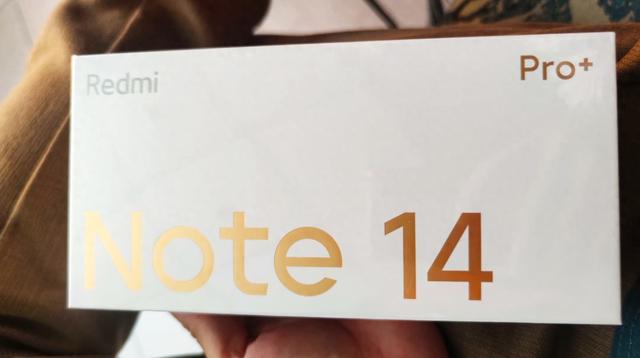 Redmi
Pro+
Note 14